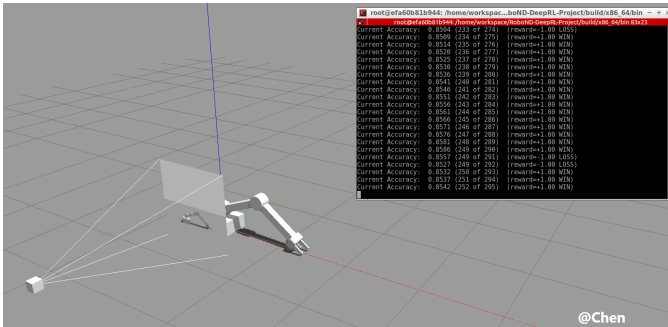 root@efa60b81b944: /home/workspac...boND-DeepRL-Project/build/x86_64/bin
root@efa60b81b944: /home/workspace/RoboND-DeepRL-Project/build/x86_64/bin 83x23
Current Accuracy: 0.8504 (233 of 274) (reward=-1.00 LOSS)
Current Accuracy: 0.8509 (234 of 275) (reward=+1.00 WIN)
Current Accuracy: 0.8514 (235 of 276) (reward=+1.00 WIN)
Current Accuracy: 0.8520 (236 of 277) (reward=+1.00 WIN)
Current Accuracy: 0.8525 (237 of 278) (reward=+1.00 WIN)
Current Accuracy: 0.8530 (238 of 279) (reward=+1.00 WIN)
Current Accuracy: 0.8536 (239 of 280) (reward=+1.00 WIN)
Current Accuracy: 0.8541 (240 of 281) (reward=+1.00 WIN)
Current Accuracy: 0.8546 (241 of 282) (reward=+1.00 WIN)
Current Accuracy: 0.8551 (242 of 283) (reward=+1.00 WIN)
Current Accuracy: 0.8556 (243 of 284) (reward=+1.00 WIN)
Current Accuracy: 0.8561 (244 of 285) (reward=+1.00 WIN)
Current Accuracy: 0.8566 (245 of 286) (reward=+1.00 WIN)
Current Accuracy: 0.8571 (246 of 287) (reward=+1.00 WIN)
Current Accuracy: 0.8576 (247 of 288) (reward=+1.00 WIN)
Current Accuracy: 0.8581 (248 of 289) (reward=+1.00 WIN)
Current Accuracy: 0.8586 (249 of 290) (reward=+1.00 WIN)
Current Accuracy: 0.8557 (249 of 291) (reward=-1.00 LOSS)
Current Accuracy: 0.8527 (249 of 292) (reward=-1.00 LOSS)
Current Accuracy: 0.8532 (250 of 293) (reward=+1.00 WIN)
Current Accuracy: 0.8537 (251 of 294) (reward=+1.00 WIN)
Current Accuracy: 0.8542 (252 of 295) (reward=+1.00 WIN)
@Chen